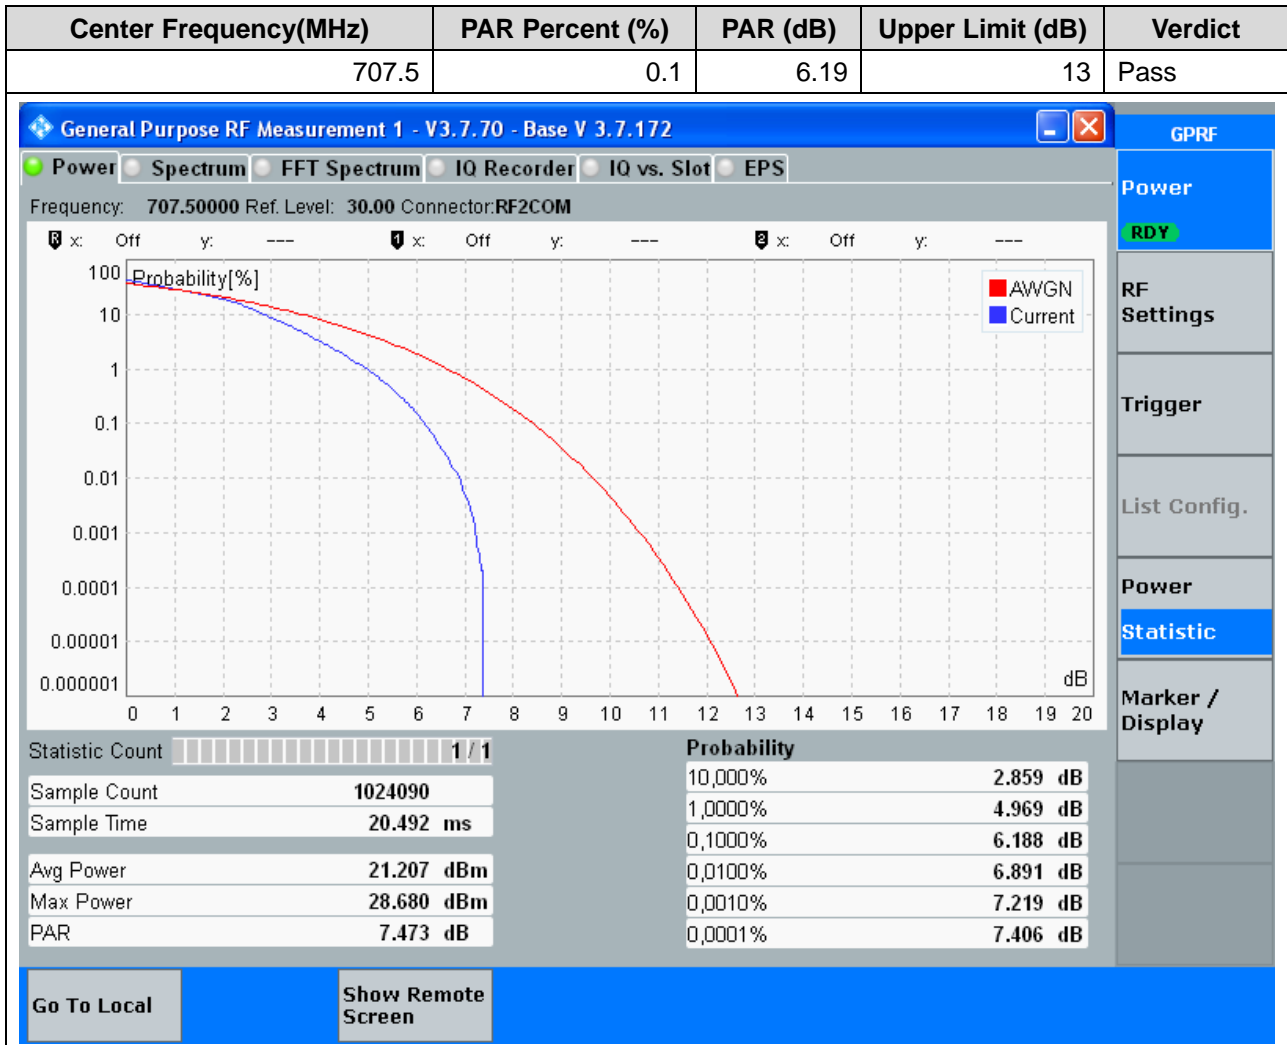 Center Frequency(MHz) PAR Percent (%) PAR (dB) Upper Limit (dB) Verdict
707.5 0.1 6.19 13 Pass
General Purpose RF Measurement 1 - V3.7.70 - Base V 3.7.172
GPRF
Power Spectrum FFT Spectrum IQ Recorder IQ vs. Slot EPS
Power
RDY
Frequency: 707.50000 Ref. Level: 30.00 Connector:RF2COM
R x: Off y: --- 1 x: Off y: --- 2 x: Off y: ---
Probability[%]
AWGN
Current
100
10
1
0.1
0.01
0.001
0.0001
0.00001
0.000001
dB
0 1 2 3 4 5 6 7 8 9 10 11 12 13 14 15 16 17 18 19 20
RF
Settings
Trigger
List Config.
Power
Statistic
Marker /
Display
Statistic Count 1 / 1
Sample Count 1024090
Sample Time 20.492 ms
Avg Power 21.207 dBm
Max Power 28.680 dBm
PAR 7.473 dB
Probability
10,000% 2.859 dB
1,0000% 4.969 dB
0,1000% 6.188 dB
0,0100% 6.891 dB
0,0010% 7.219 dB
0,0001% 7.406 dB
Go To Local
Show Remote
Screen